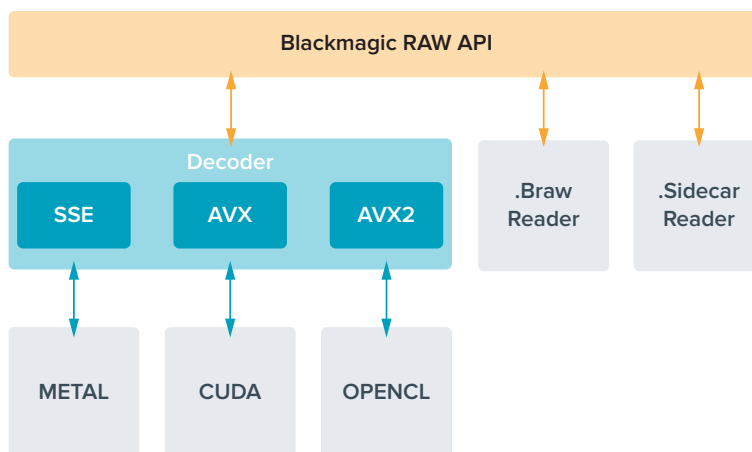 Blackmagic RAW API
Decoder
SSE
AVX
AVX2
.Braw
Reader
.Sidecar
Reader
METAL
CUDA
OPENCL